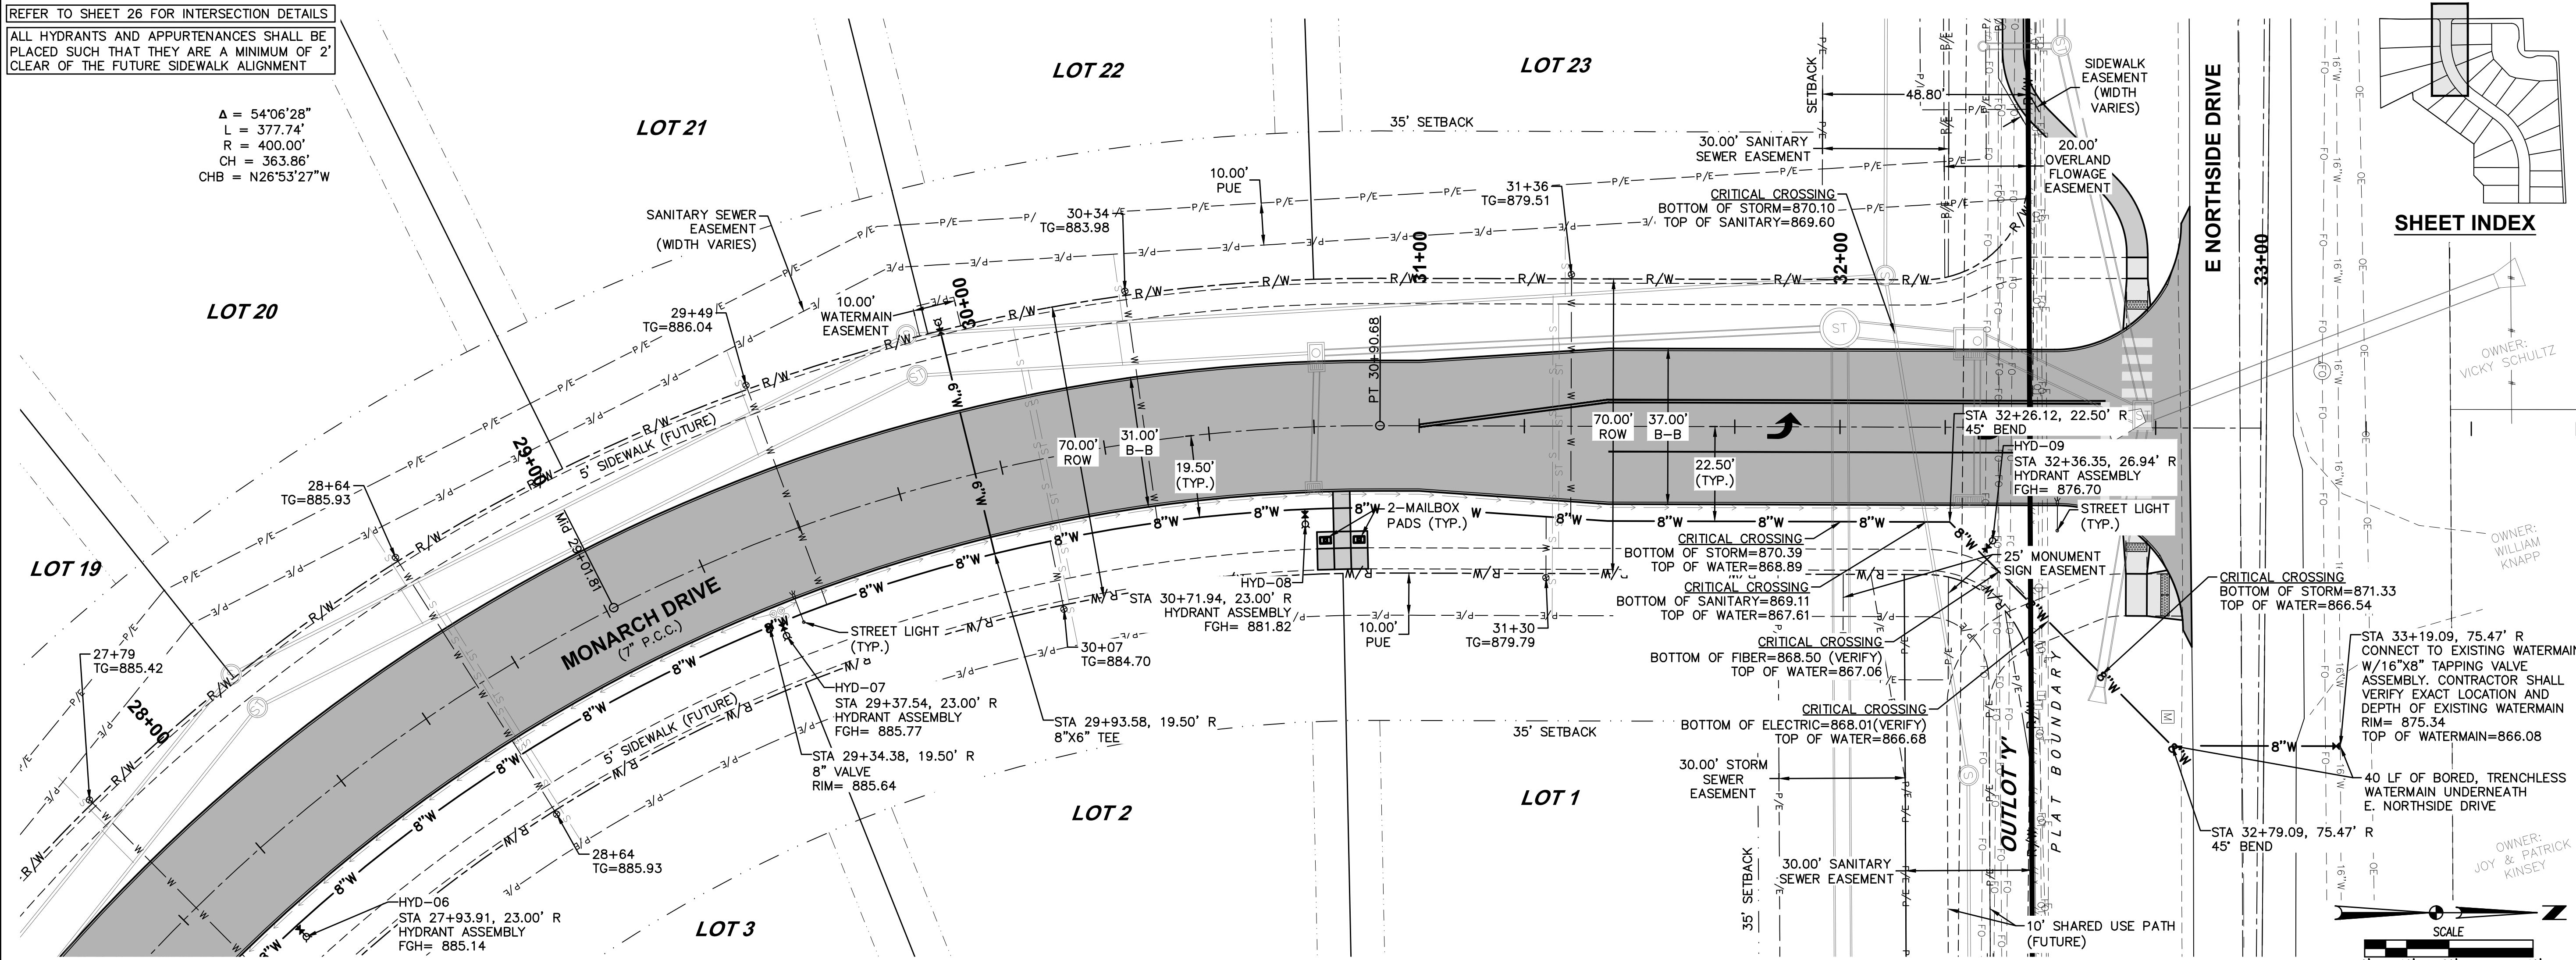 REFER TO SHEET 26 FOR INTERSECTION DETAILS
ALL HYDRANTS AND APPURTENANCES SHALL BE
PLACED SUCH THAT THEY ARE A MINIMUM OF 2'
CLEAR OF THE FUTURE SIDEWALK ALIGNMENT
Δ = 54°06'28"
L = 377.74'
R = 400.00'
CH = 363.86'
CHB = N26°53'27"W
LOT 19
LOT 20
LOT 21
LOT 22
LOT 23
35' SETBACK
SANITARY SEWER
EASEMENT
(WIDTH VARIES)
10.00'
WATERMAIN
EASEMENT
10.00'
PUE
27+79
TG=885.42
28+64
TG=885.93
29+49
TG=886.04
30+34
TG=883.98
31+36
TG=879.51
28+00
29+00
30+00
31+00
32+00
33+00
5' SIDEWALK (FUTURE)
Mid 29+01.81
MONARCH DRIVE
(7" P.C.C.)
PT 30+90.68
70.00'
ROW
31.00'
B-B
19.50'
(TYP.)
70.00'
ROW
37.00'
B-B
22.50'
(TYP.)
SETBACK
48.80'
30.00' SANITARY
SEWER EASEMENT
CRITICAL CROSSING
BOTTOM OF STORM=870.10
TOP OF SANITARY=869.60
SIDEWALK
EASEMENT
(WIDTH
VARIES)
20.00'
OVERLAND
FLOWAGE
EASEMENT
E NORTHSIDE DRIVE
SHEET INDEX
OWNER:
VICKY SCHULTZ
OWNER:
WILLIAM
KNAPP
OWNER:
JOY & PATRICK
KINSEY
STA 32+26.12, 22.50' R
45° BEND
HYD-09
STA 32+36.35, 26.94' R
HYDRANT ASSEMBLY
FGH= 876.70
STREET LIGHT
(TYP.)
25' MONUMENT
SIGN EASEMENT
2-MAILBOX
PADS (TYP.)
CRITICAL CROSSING
BOTTOM OF STORM=870.39
TOP OF WATER=868.89
CRITICAL CROSSING
BOTTOM OF SANITARY=869.11
TOP OF WATER=867.61
CRITICAL CROSSING
BOTTOM OF FIBER=868.50 (VERIFY)
TOP OF WATER=867.06
CRITICAL CROSSING
BOTTOM OF ELECTRIC=868.01(VERIFY)
TOP OF WATER=866.68
CRITICAL CROSSING
BOTTOM OF STORM=871.33
TOP OF WATER=866.54
STA 33+19.09, 75.47' R
CONNECT TO EXISTING WATERMAIN
W/16"X8" TAPPING VALVE
ASSEMBLY. CONTRACTOR SHALL
VERIFY EXACT LOCATION AND
DEPTH OF EXISTING WATERMAIN
RIM= 875.34
TOP OF WATERMAIN=866.08
40 LF OF BORED, TRENCHLESS
WATERMAIN UNDERNEATH
E. NORTHSIDE DRIVE
STA 32+79.09, 75.47' R
45° BEND
HYD-08
STA 30+71.94, 23.00' R
HYDRANT ASSEMBLY
FGH= 881.82
10.00'
PUE
31+30
TG=879.79
30+07
TG=884.70
STREET LIGHT
(TYP.)
HYD-07
STA 29+37.54, 23.00' R
HYDRANT ASSEMBLY
FGH= 885.77
STA 29+93.58, 19.50' R
8"X6" TEE
STA 29+34.38, 19.50' R
8" VALVE
RIM= 885.64
5' SIDEWALK (FUTURE)
28+64
TG=885.93
HYD-06
STA 27+93.91, 23.00' R
HYDRANT ASSEMBLY
FGH= 885.14
LOT 3
LOT 2
LOT 1
35' SETBACK
30.00' STORM
SEWER
EASEMENT
35' SETBACK
30.00' SANITARY
SEWER EASEMENT
OUTLOT 'Y'
PLAT BOUNDARY
10' SHARED USE PATH
(FUTURE)
Z
SCALE